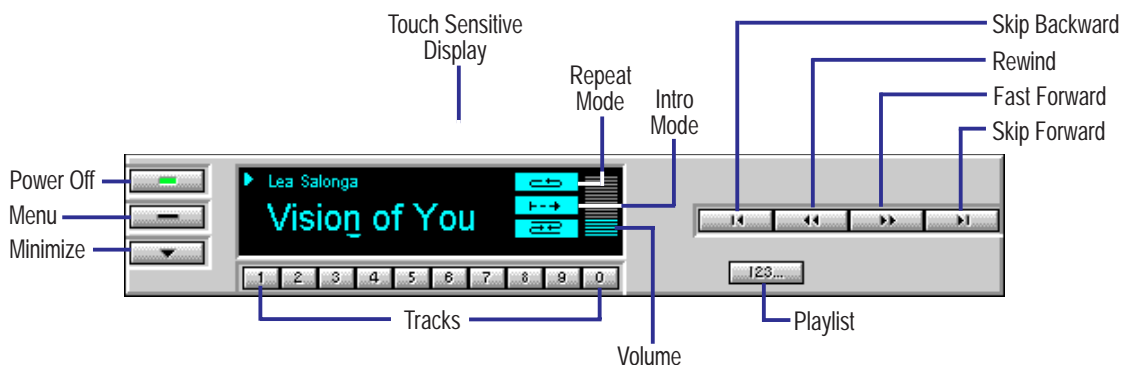 Touch Sensitive
Display
Skip Backward
Rewind
Repeat
Mode
Intro
Mode
Fast Forward
Skip Forward
Power Off
Menu
Minimize
Lea Salonga
Vision of You
1 2 3 4 5 6 7 8 9 0
123...
Tracks
Playlist
Volume